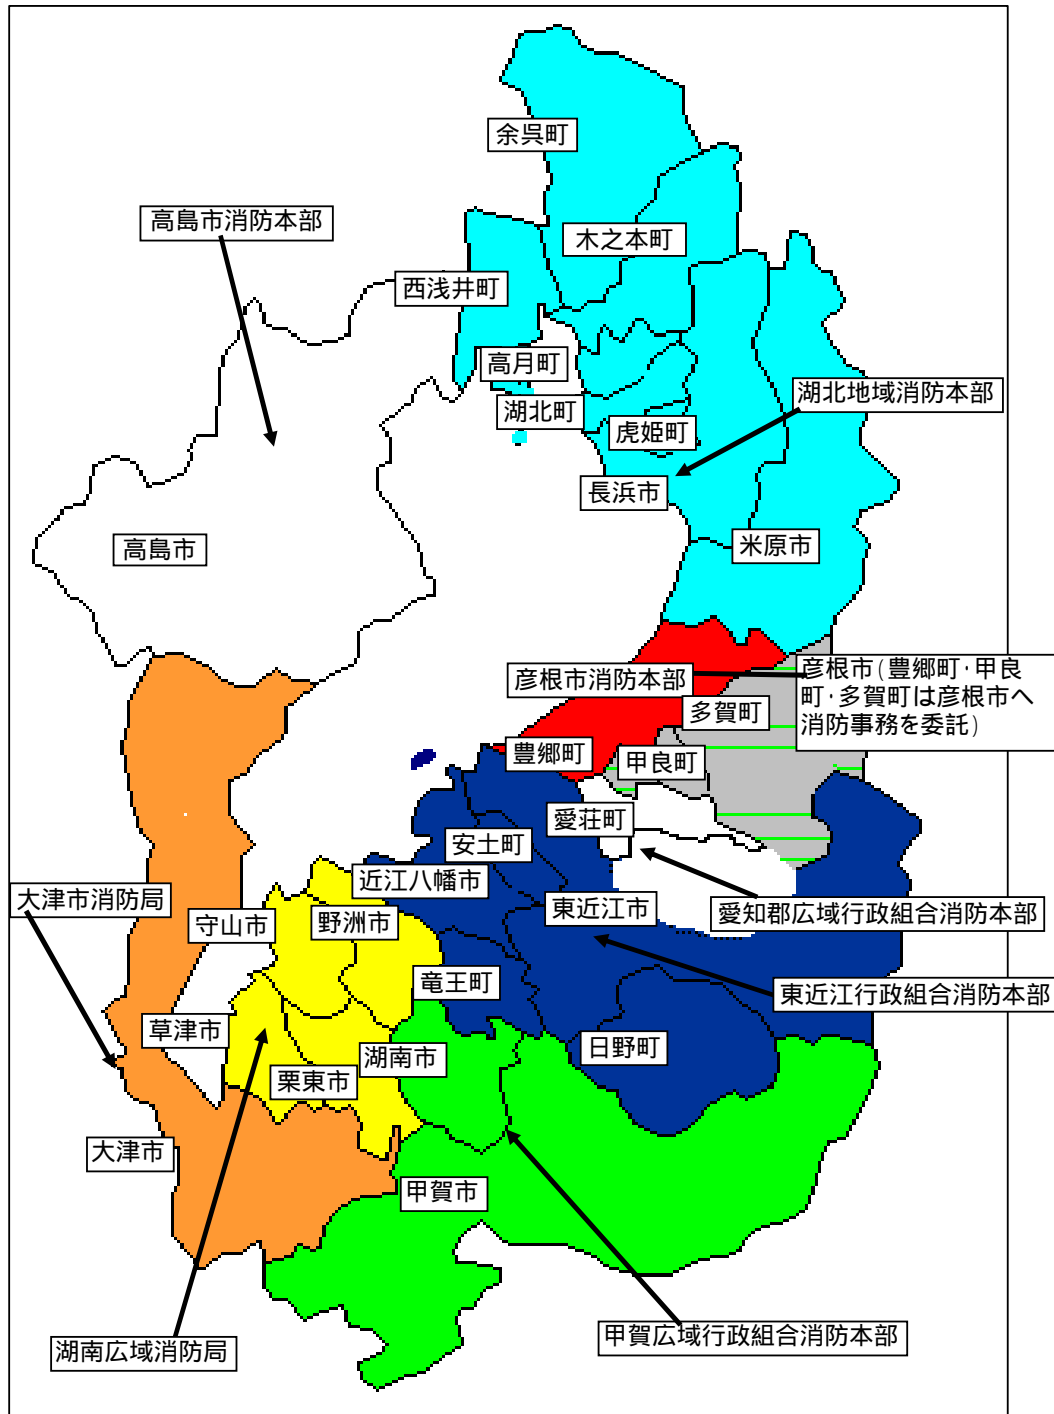 余呉町
高島市消防本部
木之本町
西浅井町
高月町
湖北地域消防本部
湖北町
虎姫町
長浜市
米原市
高島市
彦根市消防本部
彦根市(豊郷町・甲良
町・多賀町は彦根市へ
消防事務を委託)
多賀町
豊郷町
甲良町
愛荘町
安土町
近江八幡市
大津市消防局
東近江市
愛知郡広域行政組合消防本部
守山市
野洲市
竜王町
東近江行政組合消防本部
草津市
湖南市
日野町
栗東市
大津市
甲賀市
甲賀広域行政組合消防本部
湖南広域消防局